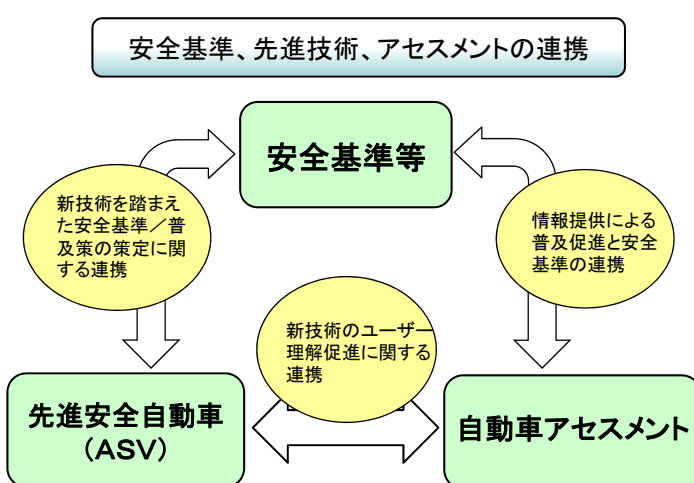 安全基準、先進技術、アセスメントの連携
安全基準等
新技術を踏まえ
た安全基準／普
及策の策定に関
する連携
情報提供による
普及促進と安全
基準の連携
新技術のユーザー
理解促進に関する
連携
先進安全自動車
（ＡＳＶ）
自動車アセスメント